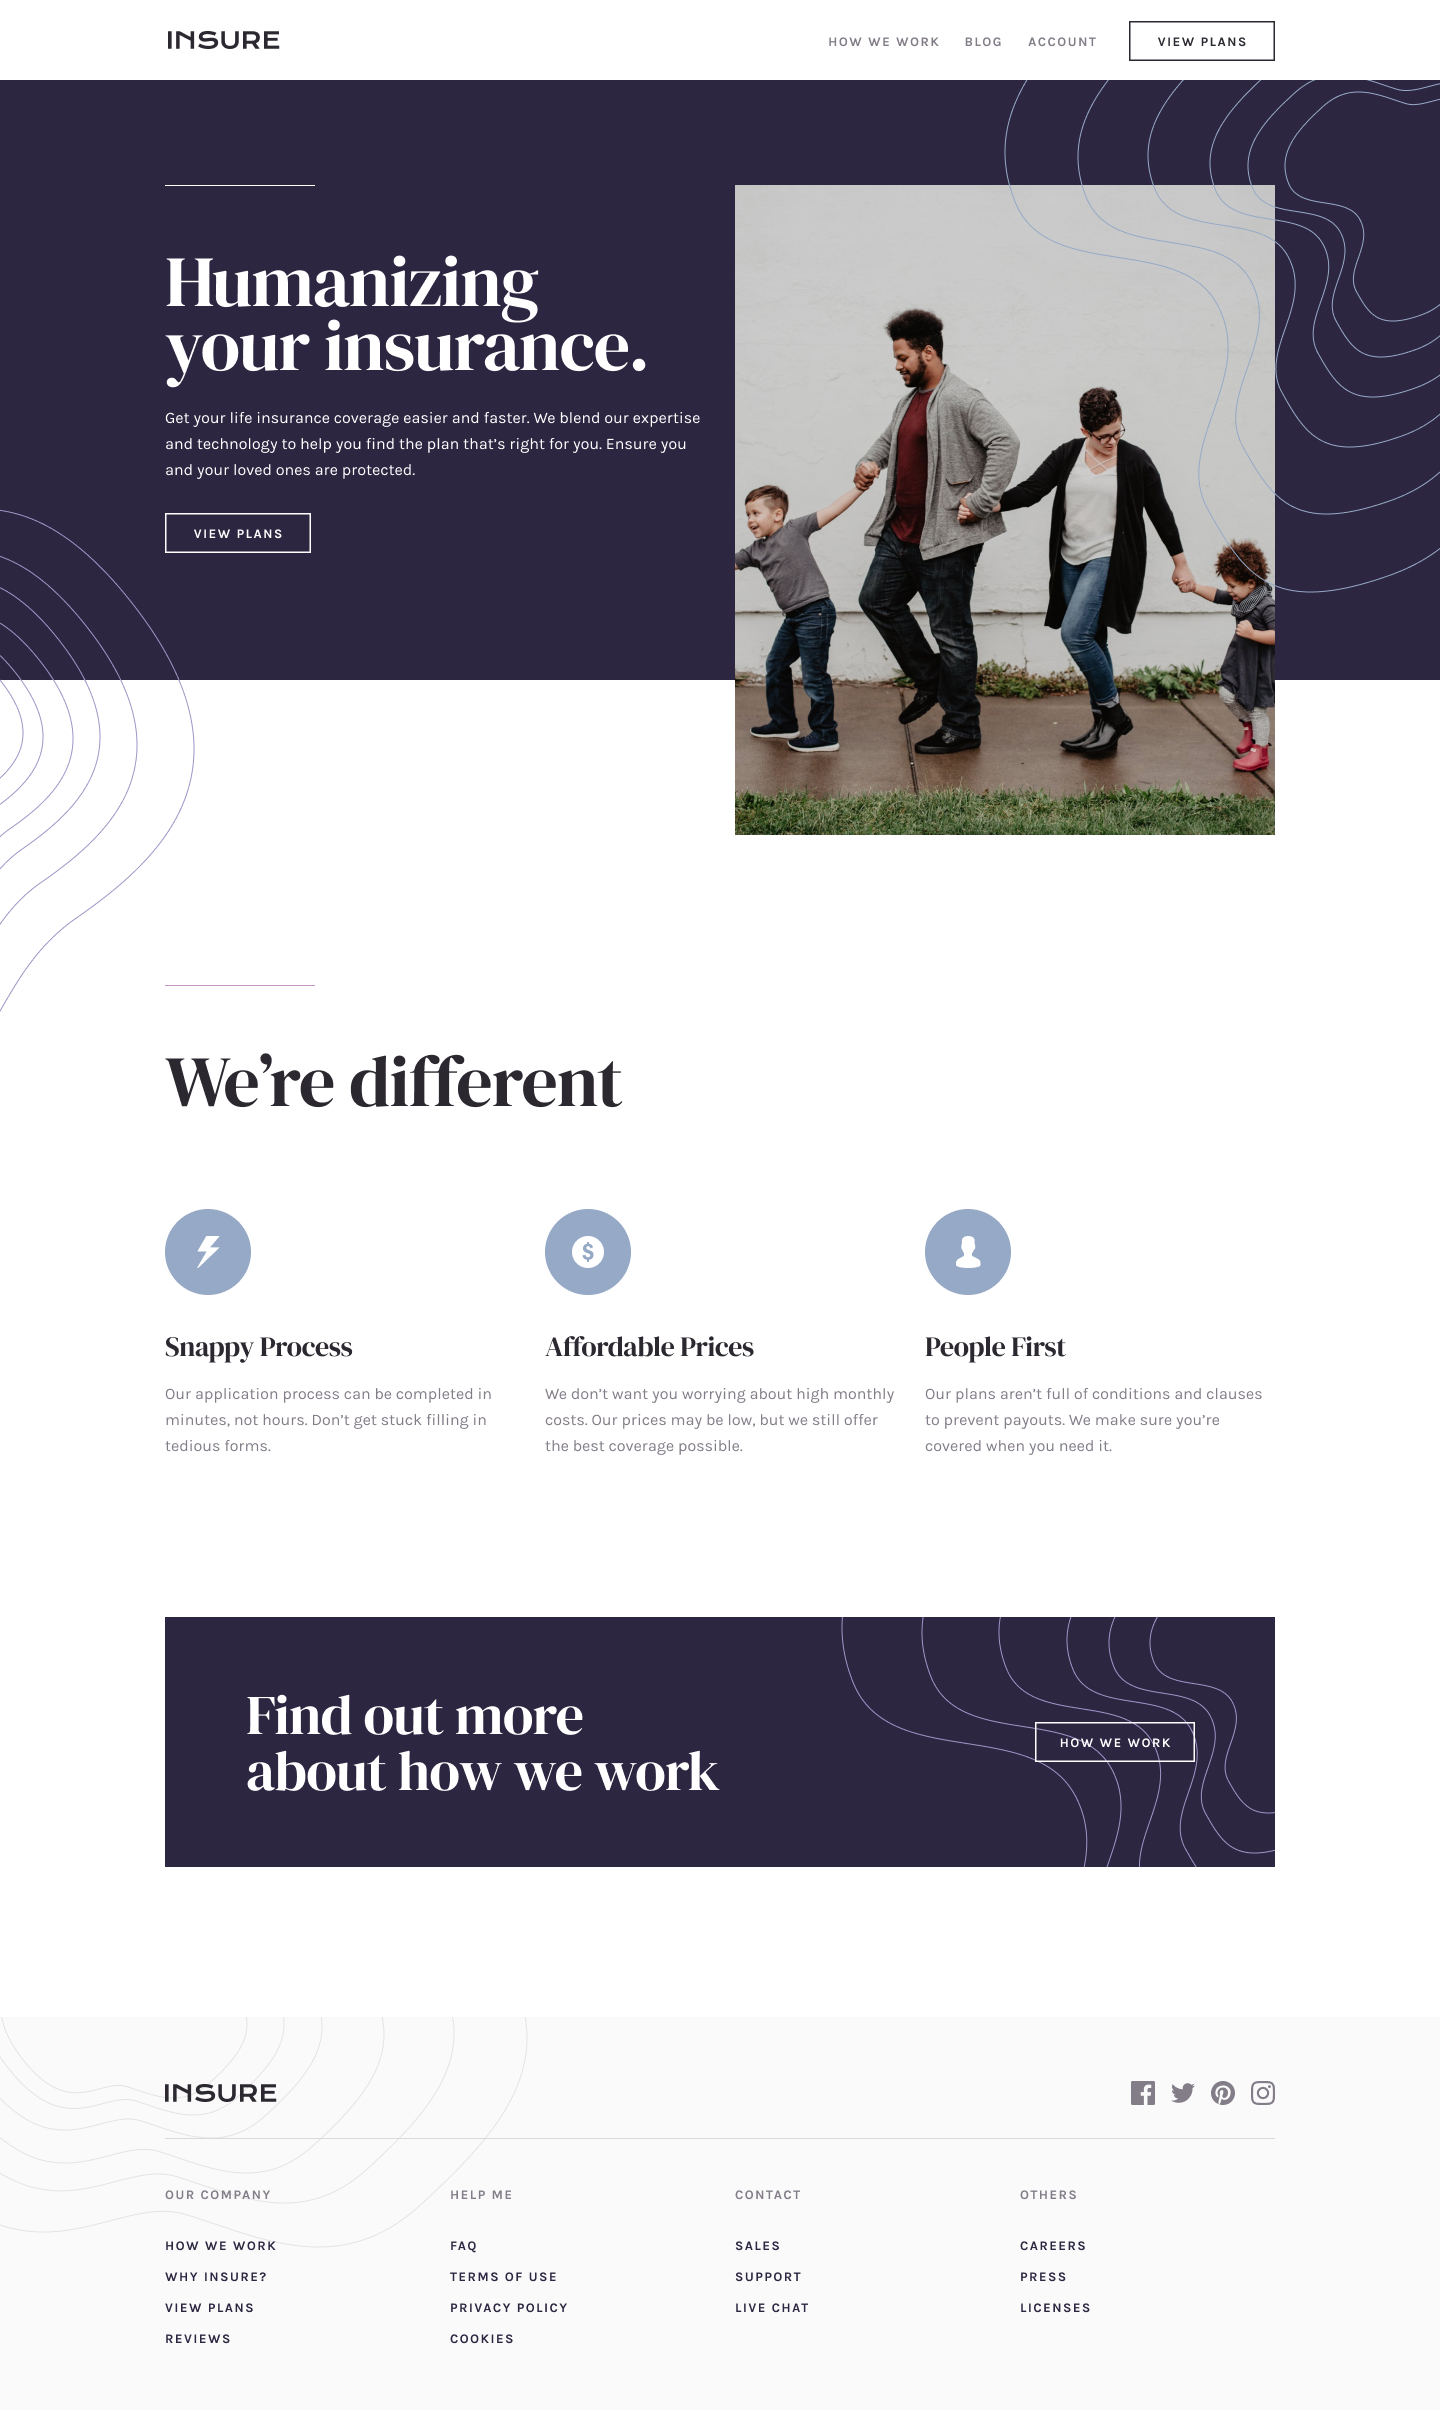 INSURE
HOW WE WORK BLOG ACCOUNT VIEW PLANS
Humanizing
your insurance.
Get your life insurance coverage easier and faster. We blend our expertise
and technology to help you find the plan that’s right for you. Ensure you
and your loved ones are protected.
VIEW PLANS
We’re different
Snappy Process
Our application process can be completed in
minutes, not hours. Don’t get stuck filling in
tedious forms.
$
Affordable Prices
We don’t want you worrying about high monthly
costs. Our prices may be low, but we still offer
the best coverage possible.
People First
Our plans aren’t full of conditions and clauses
to prevent payouts. We make sure you’re
covered when you need it.
Find out more
about how we work
HOW WE WORK
INSURE
OUR COMPANY
HOW WE WORK
WHY INSURE?
VIEW PLANS
REVIEWS
HELP ME
FAQ
TERMS OF USE
PRIVACY POLICY
COOKIES
CONTACT
SALES
SUPPORT
LIVE CHAT
OTHERS
CAREERS
PRESS
LICENSES